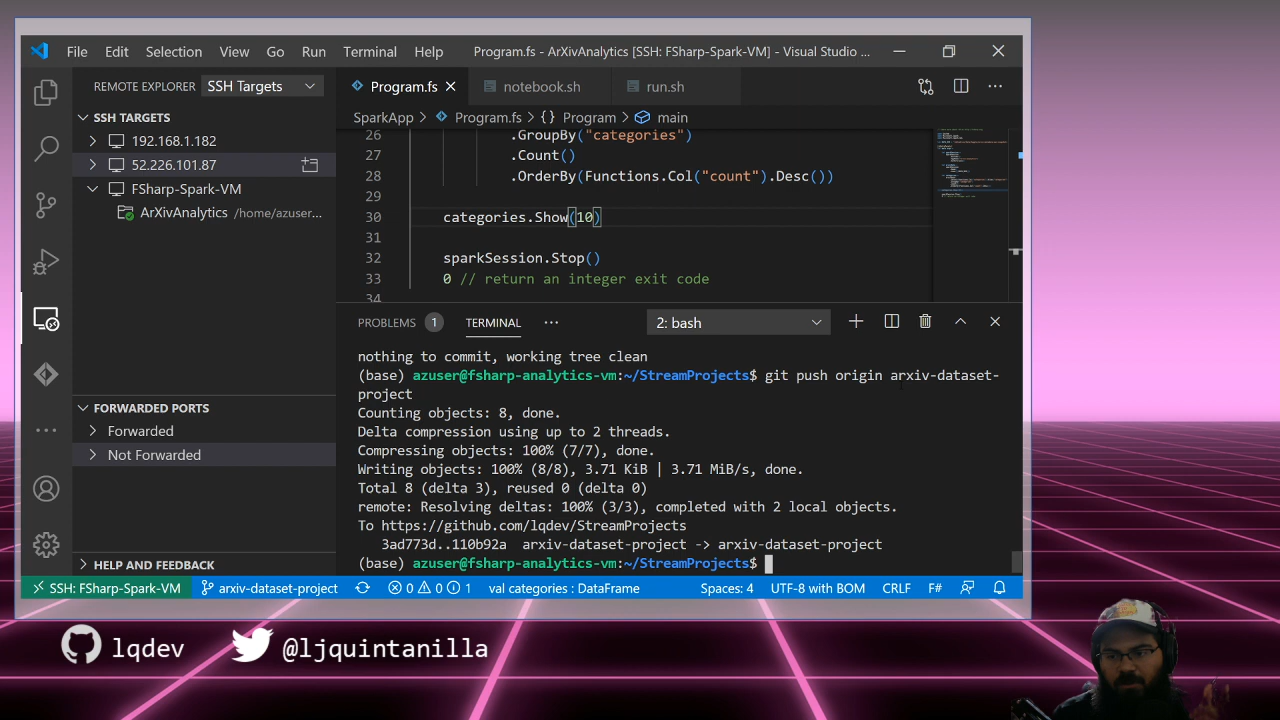 File Edit Selection View Go Run Terminal Help Program.fs - ArXivAnalytics [SSH: FSharp-Spark-VM] - Visual Studio ...
REMOTE EXPLORER SSH Targets
Program.fs notebook.sh run.sh
SSH TARGETS
192.168.1.182
52.226.101.87
FSharp-Spark-VM
ArXivAnalytics /home/azuser...
SparkApp > Program.fs > {} Program > main
26 .GroupBy("categories")
27 .Count()
28 .OrderBy(Functions.Col("count").Desc())
29
30 categories.Show(10)
31
32 sparkSession.Stop()
33 0 // return an integer exit code
34
PROBLEMS 1 TERMINAL ... 2: bash
nothing to commit, working tree clean
(base) azuser@fsharp-analytics-vm:~/StreamProjects$ git push origin arxiv-dataset-
project
Counting objects: 8, done.
Delta compression using up to 2 threads.
Compressing objects: 100% (7/7), done.
Writing objects: 100% (8/8), 3.71 KiB | 3.71 MiB/s, done.
Total 8 (delta 3), reused 0 (delta 0)
remote: Resolving deltas: 100% (3/3), completed with 2 local objects.
To https://github.com/lqdev/StreamProjects
3ad773d..110b92a arxiv-dataset-project -> arxiv-dataset-project
(base) azuser@fsharp-analytics-vm:~/StreamProjects$
FORWARDED PORTS
Forwarded
Not Forwarded
HELP AND FEEDBACK
SSH: FSharp-Spark-VM arxiv-dataset-project 0 0 1 val categories : DataFrame Spaces: 4 UTF-8 with BOM CRLF F#
lqdev @ljquintanilla